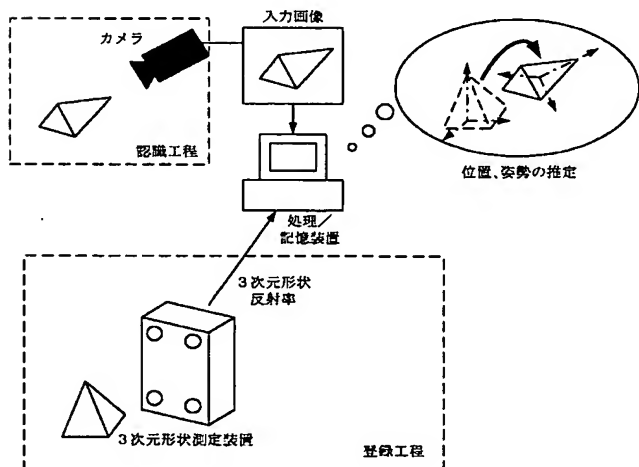 入力画像
カメラ
認識工程
位置、姿勢の推定
処理／
記憶装置
3次元形状
反射率
3次元形状測定装置
登録工程